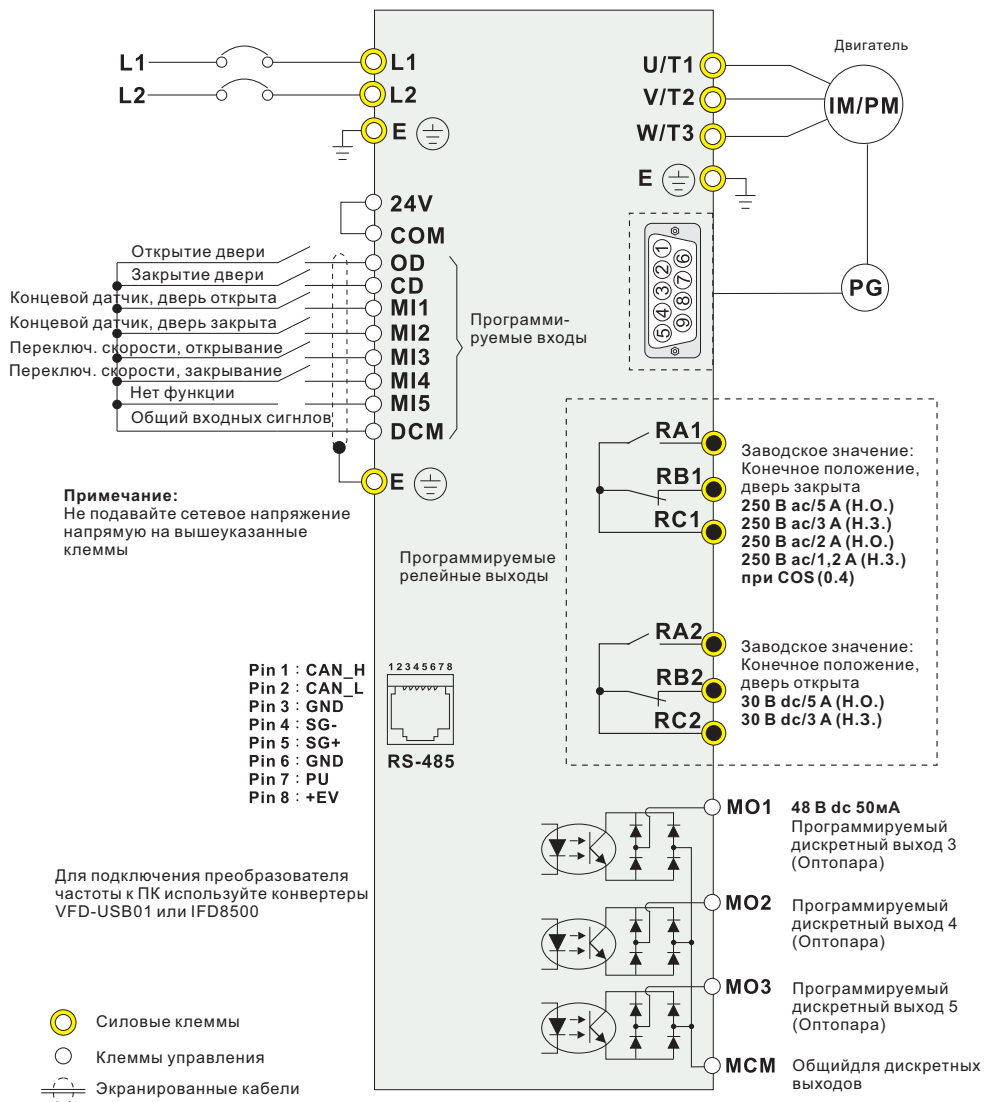 L1
L2
L1
L2
E
24V
COM
Открытие двери
OD
Закрытие двери
CD
Концевой датчик, дверь открыта
MI1
Концевой датчик, дверь закрыта
MI2
Переключ. скорости, открывание
MI3
Переключ. скорости, закрывание
MI4
Нет функции
MI5
Общий входных сигнлов
DCM
E
Программи-
руемые входы
Примечание:
Не подавайте сетевое напряжение
напрямую на вышеуказанные
клеммы
Двигатель
U/T1
V/T2
W/T3
IM/PM
E
1
2
3
4
5
6
7
8
9
PG
Программируемые
релейные выходы
RA1
RB1
RC1
Заводское значение:
Конечное положение,
дверь закрыта
250 В ас/5 А (Н.О.)
250 В ас/3 А (Н.З.)
250 В ас/2 А (Н.О.)
250 В ас/1,2 А (Н.З.)
при COS (0.4)
RA2
RB2
RC2
Заводское значение:
Конечное положение,
дверь открыта
30 В dc/5 А (Н.О.)
30 В dc/3 А (Н.З.)
Pin 1 : CAN_H
Pin 2 : CAN_L
Pin 3 : GND
Pin 4 : SG-
Pin 5 : SG+
Pin 6 : GND
Pin 7 : PU
Pin 8 : +EV
12345678
RS-485
Для подключения преобразователя
частоты к ПК используйте конвертеры
VFD-USB01 или IFD8500
MO1
48 В dc 50мА
Программируемый
дискретный выход 3
(Оптопара)
MO2
Программируемый
дискретный выход 4
(Оптопара)
MO3
Программируемый
дискретный выход 5
(Оптопара)
MCM
Общийдля дискретных
выходов
Силовые клеммы
Клеммы управления
Экранированные кабели